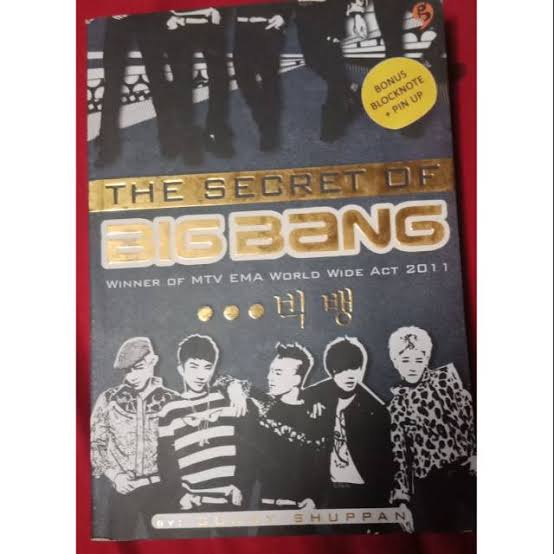 BONUS
BLOCKNOTE
+ PIN UP
THE SECRET OF
BIGBANG
WINNER OF MTV EMA WORLD WIDE ACT 2011
빅 뱅
BY: SHUPPAN